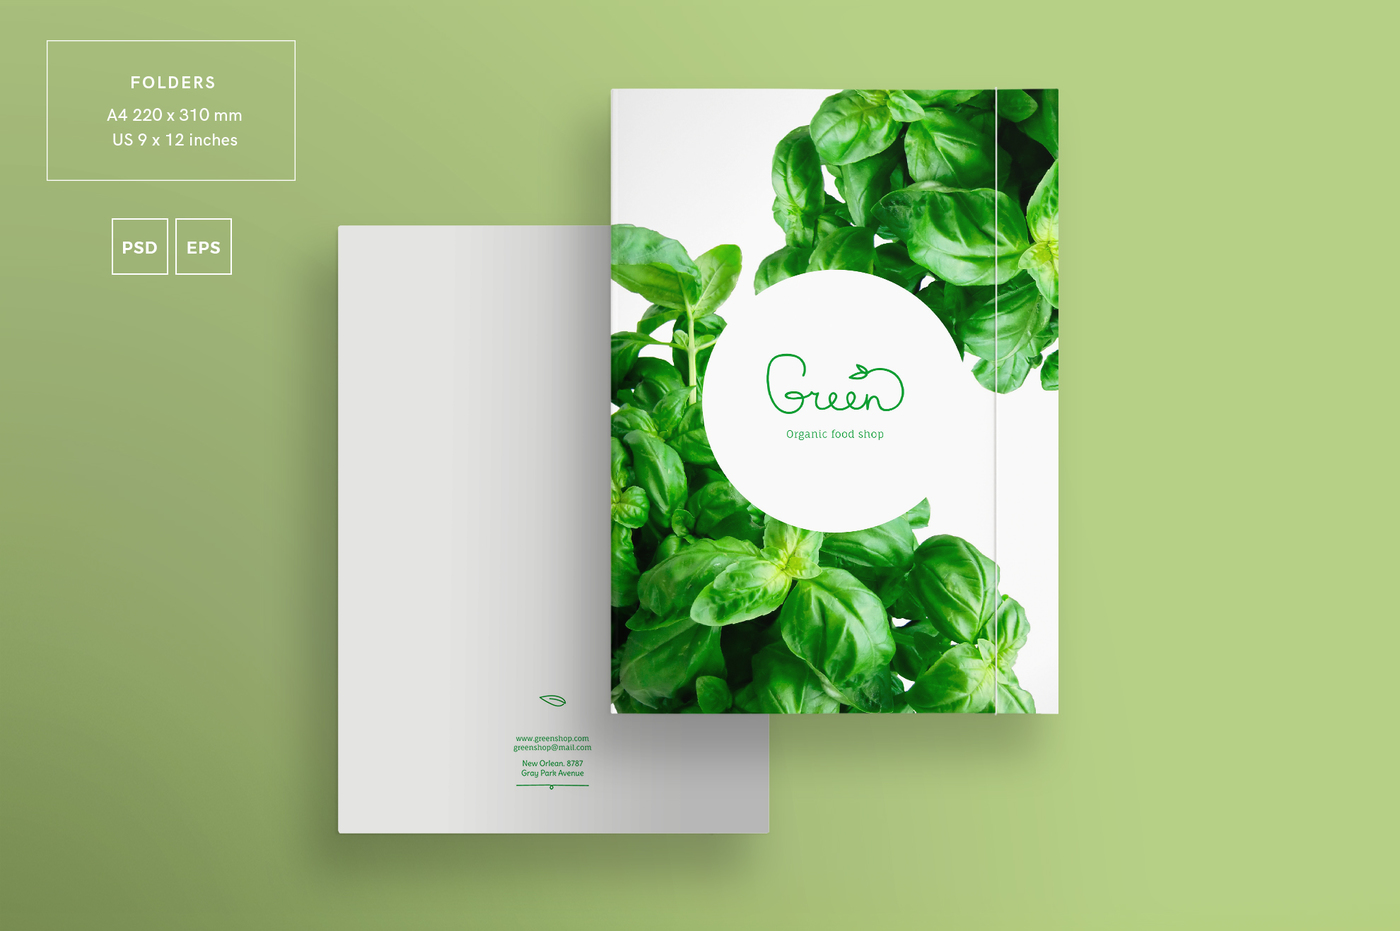 FOLDERS
A4 220 x 310 mm
US 9 x 12 inches
PSD
EPS
Green
Organic food shop
www.greenshop.com
greenshop@mail.com
New Orlean. 8787
Gray Park Avenue